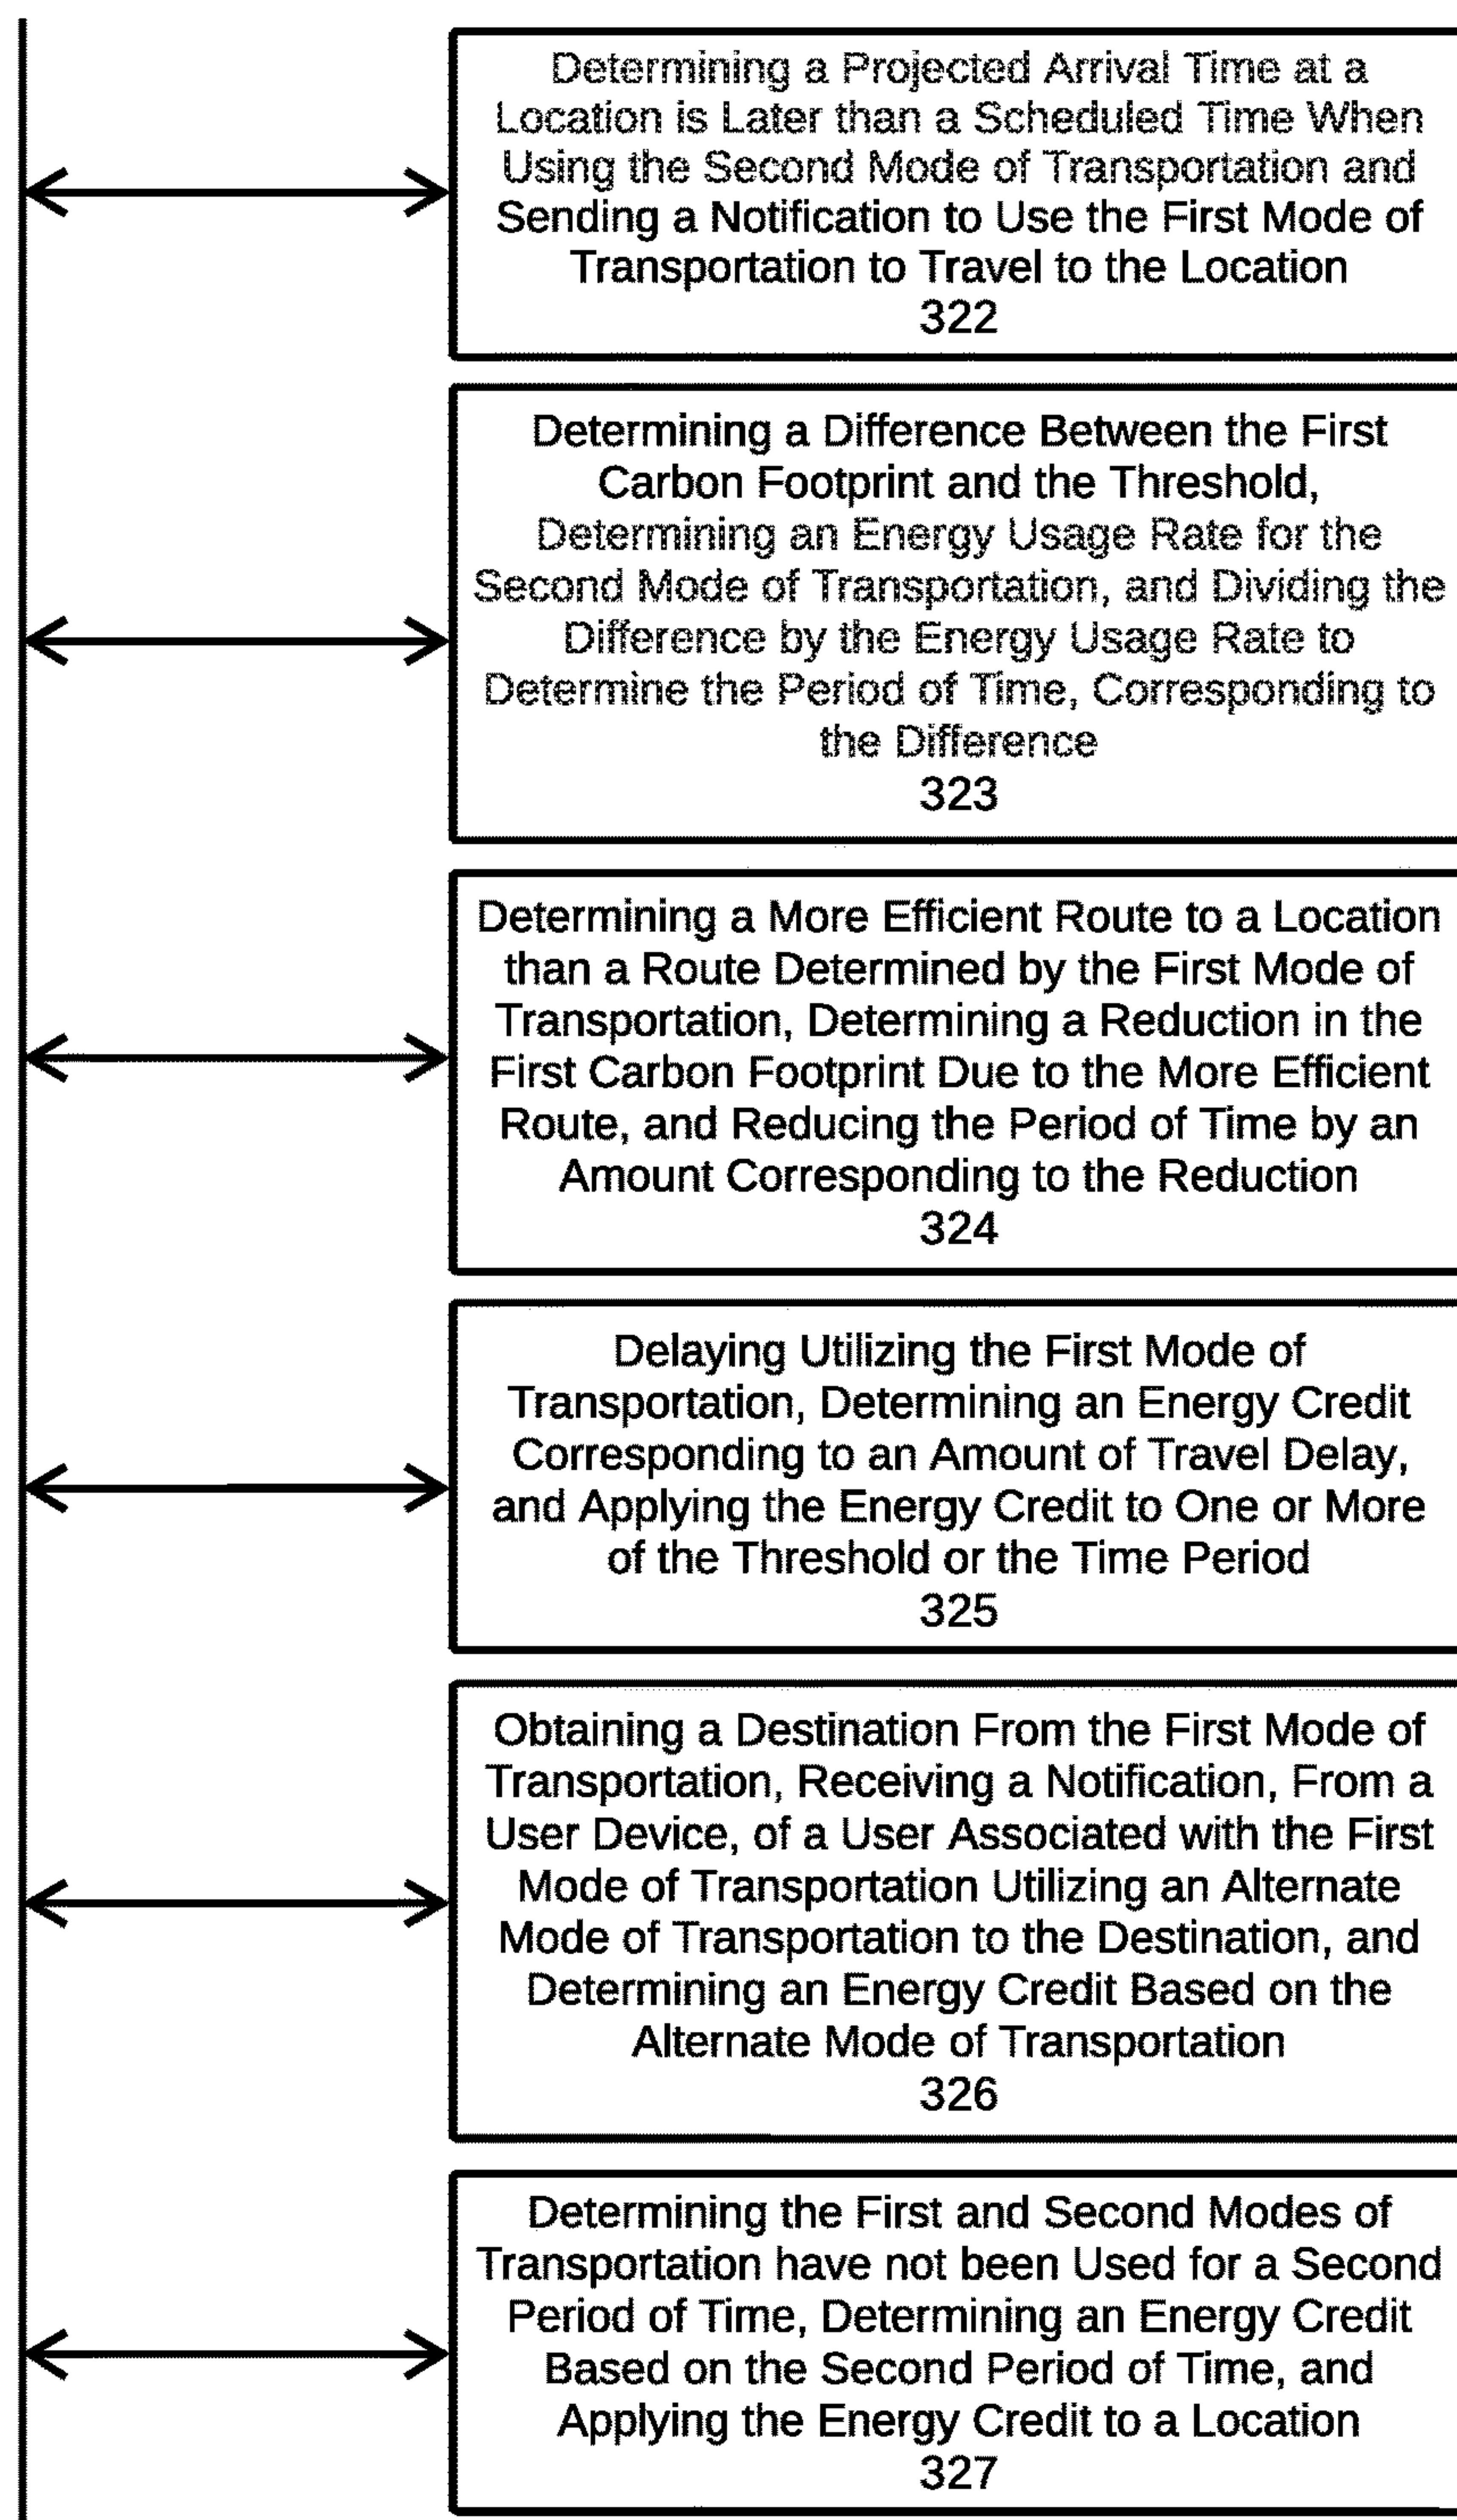 Determining a Projected Arrival Time at a
Location is Later than a Scheduled Time When
Using the Second Mode of Transportation and
Sending a Notification to Use the First Mode of
Transportation to Travel to the Location
322
Determining a Difference Between the First
Carbon Footprint and the Threshold,
Determining an Energy Usage Rate for the
Second Mode of Transportation, and Dividing the
Difference by the Energy Usage Rate to
Determine the Period of Time, Corresponding to
the Difference
323
Determining a More Efficient Route to a Location
than a Route Determined by the First Mode of
Transportation, Determining a Reduction in the
First Carbon Footprint Due to the More Efficient
Route, and Reducing the Period of Time by an
Amount Corresponding to the Reduction
324
Delaying Utilizing the First Mode of
Transportation, Determining an Energy Credit
Corresponding to an Amount of Travel Delay,
and Applying the Energy Credit to One or More
of the Threshold or the Time Period
325
Obtaining a Destination From the First Mode of
Transportation, Receiving a Notification, From a
User Device, of a User Associated with the First
Mode of Transportation Utilizing an Alternate
Mode of Transportation to the Destination, and
Determining an Energy Credit Based on the
Alternate Mode of Transportation
326
Determining the First and Second Modes of
Transportation have not been Used for a Second
Period of Time, Determining an Energy Credit
Based on the Second Period of Time, and
Applying the Energy Credit to a Location
327